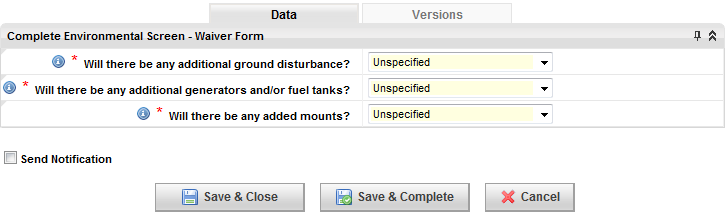 Data Versions
Complete Environmental Screen - Waiver Form
* Will there be any additional ground disturbance? Unspecified
* Will there be any additional generators and/or fuel tanks? Unspecified
* Will there be any added mounts? Unspecified
Send Notification
Save & Close Save & Complete Cancel